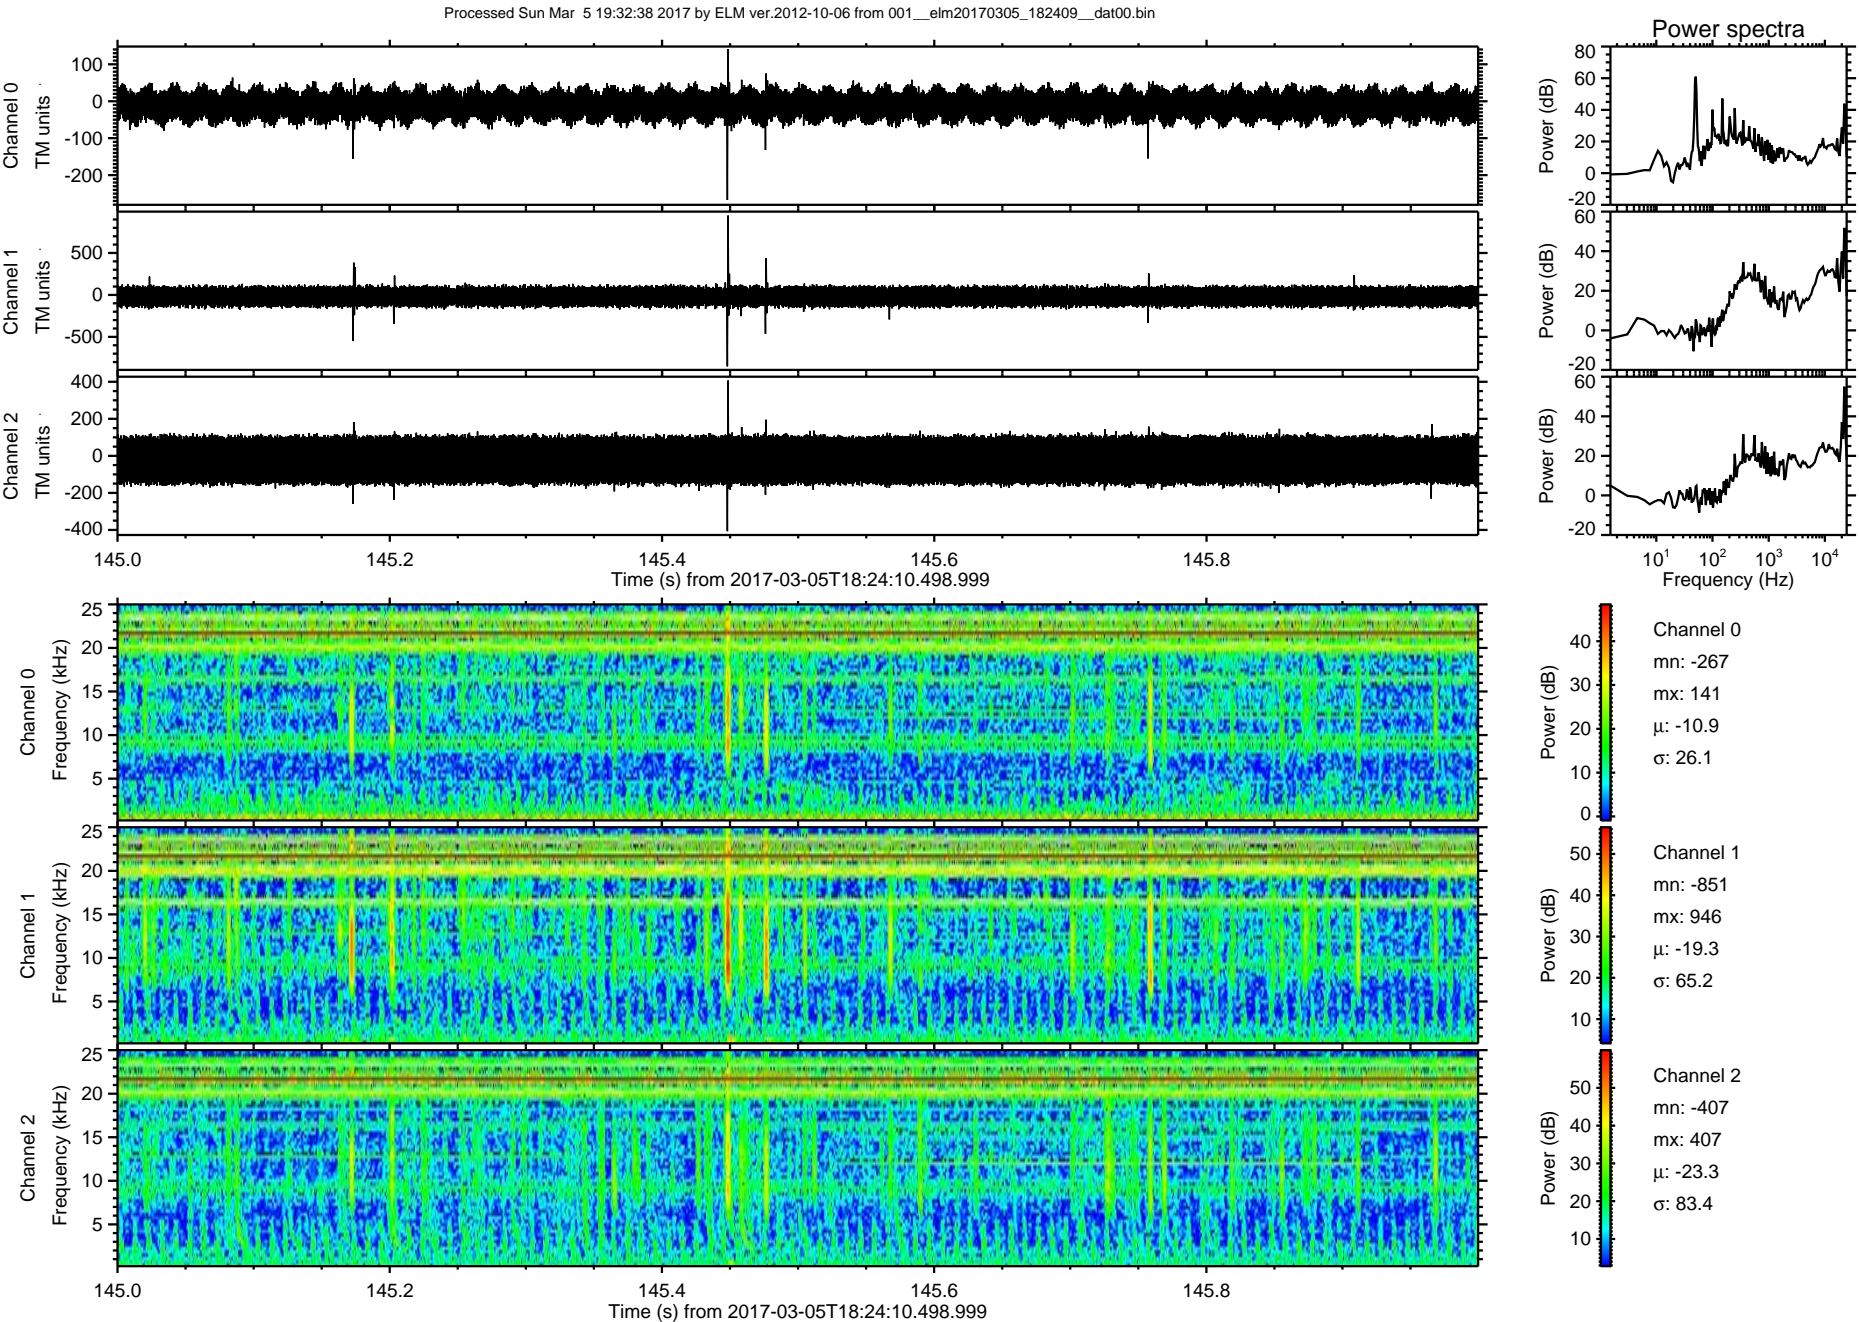 Processed Sun Mar  5 19:32:38 2017 by ELM ver.2012-10-06 from 001__elm20170305_182409__dat00.bin
Power spectra
Channel 0
TM units
100
0
-100
-200
Power (dB)
80
60
40
20
0
-20
Channel 1
TM units
500
0
-500
Power (dB)
60
40
20
0
-20
Channel 2
TM units
400
200
0
-200
-400
Power (dB)
60
40
20
0
-20
145.0 145.2 145.4 145.6 145.8
Time (s) from 2017-03-05T18:24:10.498.999
10^1 10^2 10^3 10^4
Frequency (Hz)
Channel 0
Frequency (kHz)
25
20
15
10
5
Power (dB)
40
30
20
10
0
Channel 0
mn: -267
mx: 141
μ: -10.9
σ: 26.1
Channel 1
Frequency (kHz)
25
20
15
10
5
Power (dB)
50
40
30
20
10
Channel 1
mn: -851
mx: 946
μ: -19.3
σ: 65.2
Channel 2
Frequency (kHz)
25
20
15
10
5
Power (dB)
50
40
30
20
10
Channel 2
mn: -407
mx: 407
μ: -23.3
σ: 83.4
145.0 145.2 145.4 145.6 145.8
Time (s) from 2017-03-05T18:24:10.498.999